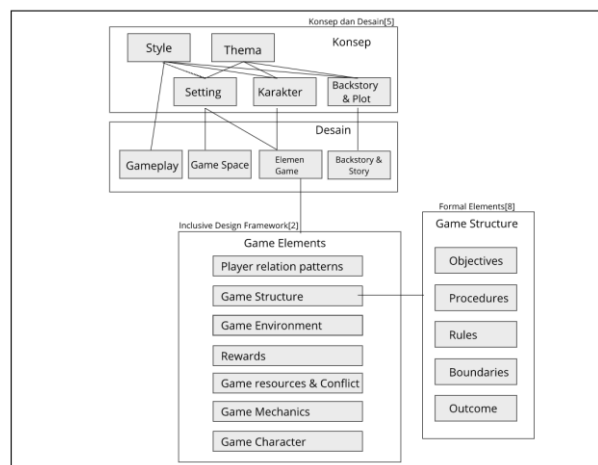 Konsep dan Desain[5]
Konsep
Style
Thema
Setting
Karakter
Backstory
& Plot
Desain
Gameplay
Game Space
Elemen
Game
Backstory &
Story
Inclusive Design Framework[2]
Game Elements
Player relation patterns
Game Structure
Game Environment
Rewards
Game resources & Conflict
Game Mechanics
Game Character
Formal Elements[8]
Game Structure
Objectives
Procedures
Rules
Boundaries
Outcome